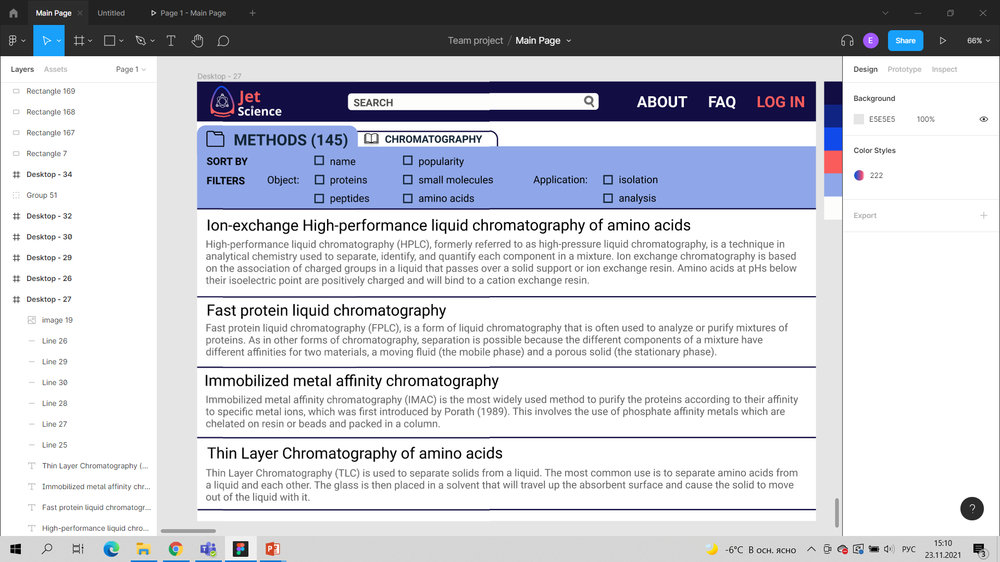 Main Page
Untitled
Page 1 - Main Page
Team project / Main Page
E
Share
66%
Layers
Assets
Page 1
Rectangle 169
Rectangle 168
Rectangle 167
Rectangle 7
Desktop - 34
Group 51
Desktop - 32
Desktop - 30
Desktop - 29
Desktop - 26
Desktop - 27
image 19
Line 26
Line 29
Line 30
Line 28
Line 27
Line 25
Thin Layer Chromatography (...
Immobilized metal affinity chr...
Fast protein liquid chromatogr...
High-performance liquid chro...
Desktop - 27
Jet
Science
SEARCH
ABOUT
FAQ
LOG IN
METHODS (145)
CHROMATOGRAPHY
SORT BY
name
popularity
FILTERS
Object:
proteins
small molecules
Application:
isolation
peptides
amino acids
analysis
Ion-exchange High-performance liquid chromatography of amino acids
High-performance liquid chromatography (HPLC), formerly referred to as high-pressure liquid chromatography, is a technique in
analytical chemistry used to separate, identify, and quantify each component in a mixture. Ion exchange chromatography is based
on the association of charged groups in a liquid that passes over a solid support or ion exchange resin. Amino acids at pHs below
their isoelectric point are positively charged and will bind to a cation exchange resin.
Fast protein liquid chromatography
Fast protein liquid chromatography (FPLC), is a form of liquid chromatography that is often used to analyze or purify mixtures of
proteins. As in other forms of chromatography, separation is possible because the different components of a mixture have
different affinities for two materials, a moving fluid (the mobile phase) and a porous solid (the stationary phase).
Immobilized metal affinity chromatography
Immobilized metal affinity chromatography (IMAC) is the most widely used method to purify the proteins according to their affinity
to specific metal ions, which was first introduced by Porath (1989). This involves the use of phosphate affinity metals which are
chelated on resin or beads and packed in a column.
Thin Layer Chromatography of amino acids
Thin Layer Chromatography (TLC) is used to separate solids from a liquid. The most common use is to separate amino acids from
a liquid and each other. The glass is then placed in a solvent that will travel up the absorbent surface and cause the solid to move
out of the liquid with it.
Design
Prototype
Inspect
Background
E5E5E5
100%
Color Styles
222
Export
?
-6°C В осн. ясно
РУС
15:10
23.11.2021
3